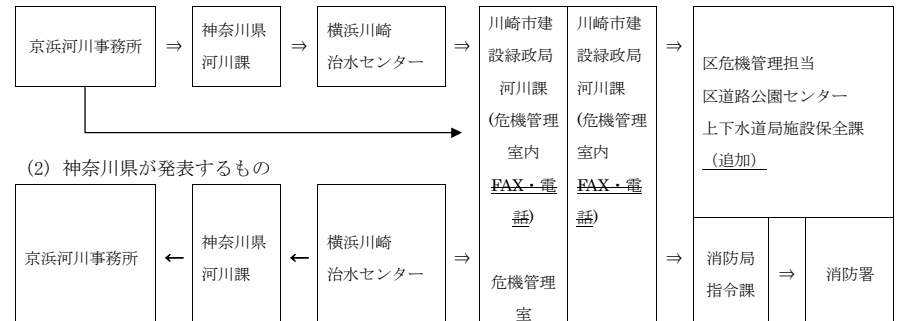 京浜河川事務所
⇒
神奈川県
河川課
⇒
横浜川崎
治水センター
⇒
川崎市建
設緑政局
河川課
(危機管理
室内
FAX・電
話)
危機管理
室
川崎市建
設緑政局
河川課
(危機管理
室内
FAX・電
話)
⇒
区危機管理担当
区道路公園センター
上下水道局施設保全課
（追加）
(2) 神奈川県が発表するもの
京浜河川事務所
←
神奈川県
河川課
←
横浜川崎
治水センター
⇒
⇒
消防局
指令課
⇒
消防署